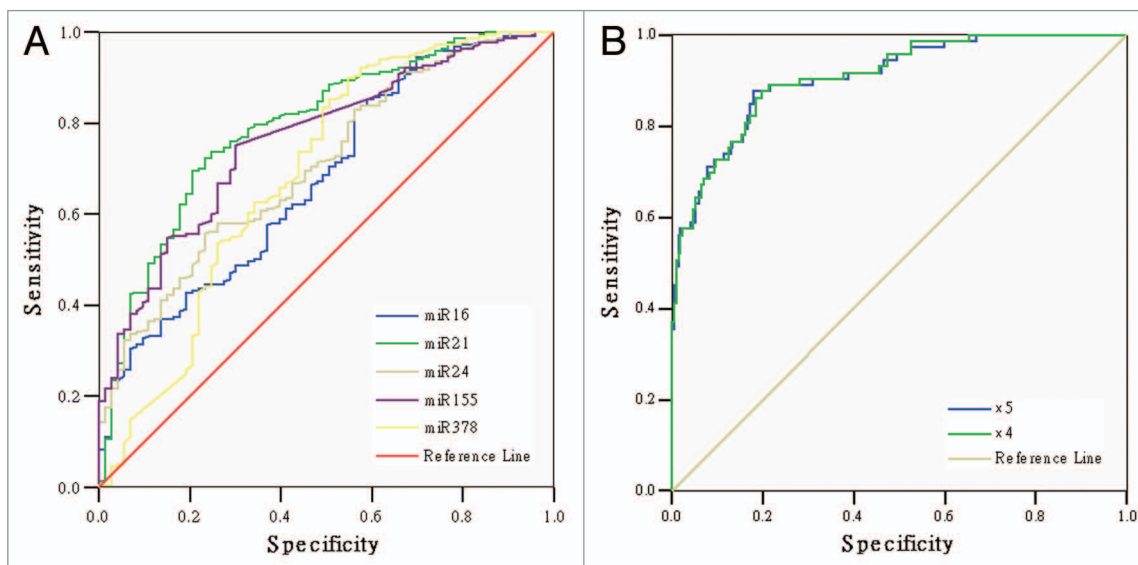 A
Sensitivity
1.0
0.8
0.6
0.4
0.2
0.0
miR16
miR21
miR24
miR155
miR378
Reference Line
0.0 0.2 0.4 0.6 0.8 1.0
Specificity
B
Sensitivity
1.0
0.8
0.6
0.4
0.2
0.0
x5
x4
Reference Line
0.0 0.2 0.4 0.6 0.8 1.0
Specificity